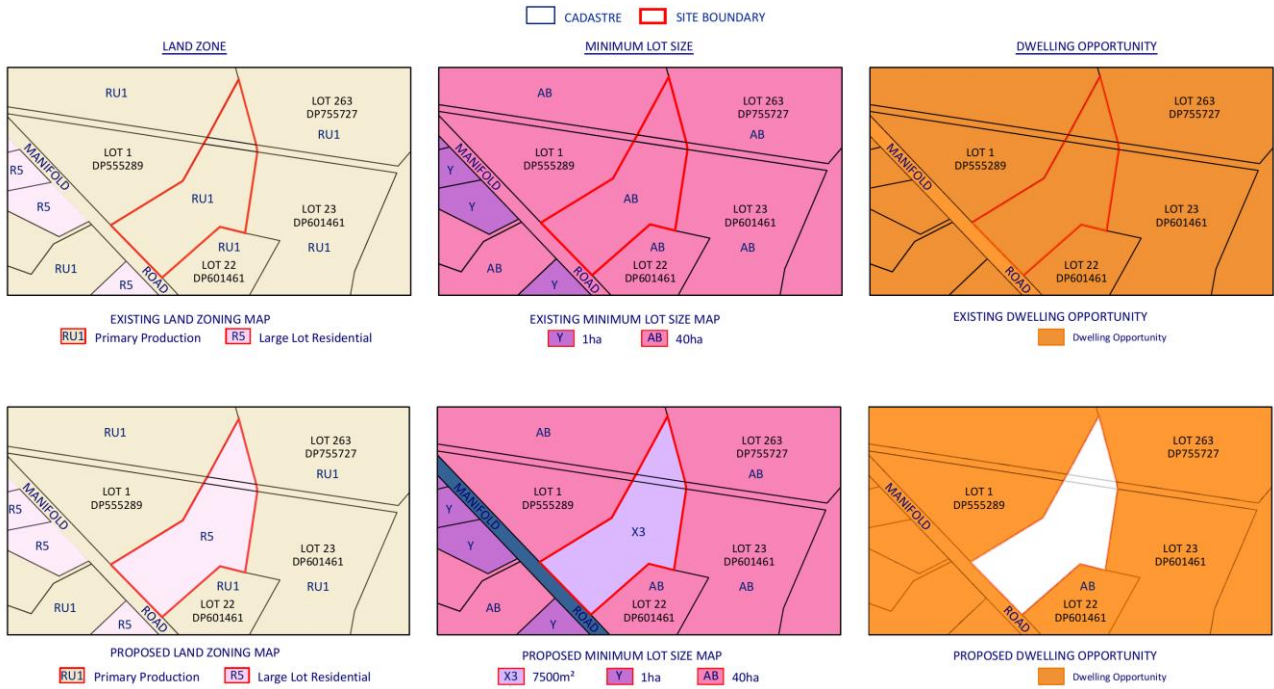 CADASTRE SITE BOUNDARY
LAND ZONE
MINIMUM LOT SIZE
DWELLING OPPORTUNITY
RU1
LOT 263
DP755727
RU1
LOT 1
DP555289
MANIFOLD
R5
R5
RU1
LOT 23
DP601461
RU1
RU1
LOT 22
DP601461
RU1
ROAD
R5
EXISTING LAND ZONING MAP
RU1 Primary Production R5 Large Lot Residential
AB
LOT 263
DP755727
AB
LOT 1
DP555289
MANIFOLD
Y
Y
AB
LOT 23
DP601461
AB
AB
LOT 22
DP601461
AB
ROAD
Y
EXISTING MINIMUM LOT SIZE MAP
Y 1ha AB 40ha
LOT 263
DP755727
LOT 1
DP555289
MANIFOLD
LOT 23
DP601461
LOT 22
DP601461
ROAD
EXISTING DWELLING OPPORTUNITY
Dwelling Opportunity
RU1
LOT 263
DP755727
RU1
LOT 1
DP555289
MANIFOLD
R5
R5
R5
LOT 23
DP601461
RU1
RU1
LOT 22
DP601461
RU1
ROAD
R5
PROPOSED LAND ZONING MAP
RU1 Primary Production R5 Large Lot Residential
AB
LOT 263
DP755727
AB
LOT 1
DP555289
MANIFOLD
Y
Y
X3
LOT 23
DP601461
AB
AB
LOT 22
DP601461
AB
ROAD
Y
PROPOSED MINIMUM LOT SIZE MAP
X3 7500m² Y 1ha AB 40ha
LOT 263
DP755727
LOT 1
DP555289
MANIFOLD
LOT 23
DP601461
AB
LOT 22
DP601461
ROAD
PROPOSED DWELLING OPPORTUNITY
Dwelling Opportunity